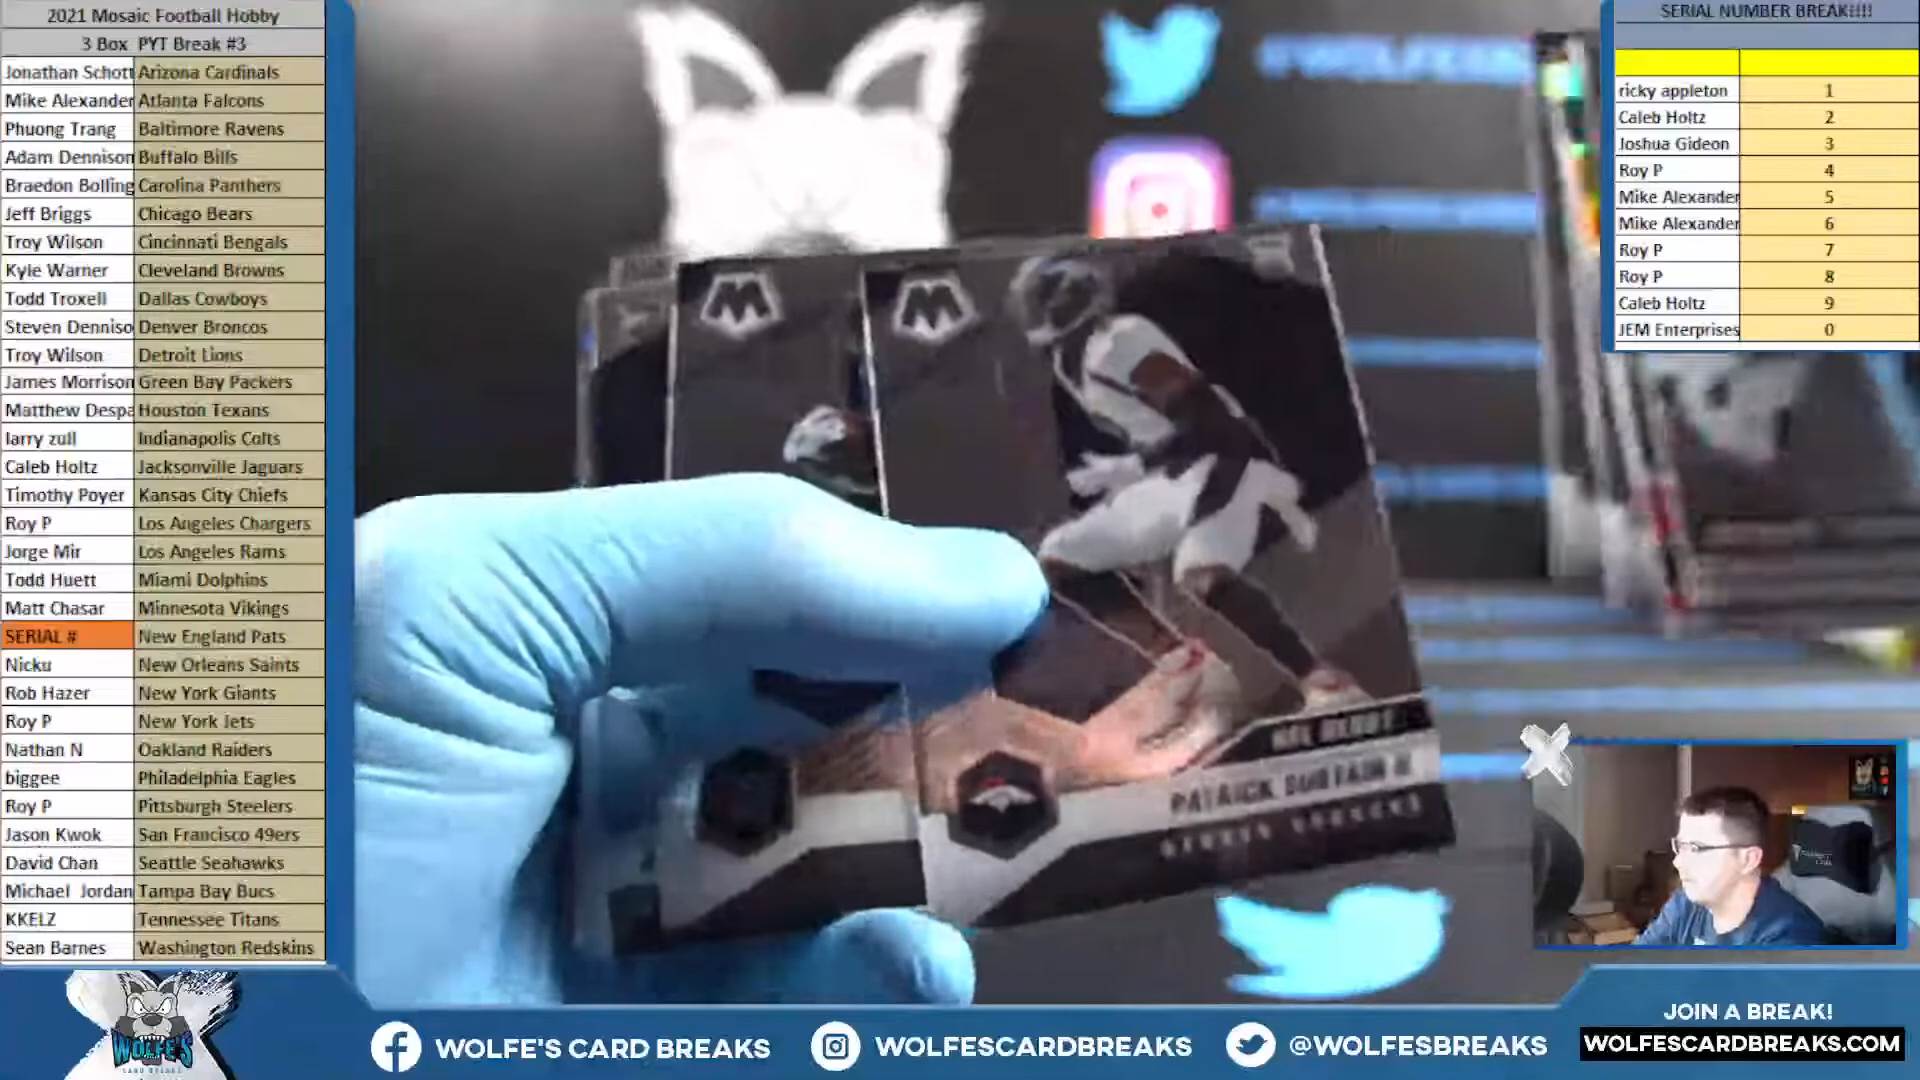 2021 Mosaic Football Hobby
3 Box PYT Break #3
Jonathan Schott Arizona Cardinals
Mike Alexander Atlanta Falcons
Phuong Trang Baltimore Ravens
Adam Dennison Buffalo Bills
Braedon Bolling Carolina Panthers
Jeff Briggs Chicago Bears
Troy Wilson Cincinnati Bengals
Kyle Warner Cleveland Browns
Todd Troxell Dallas Cowboys
Steven Denniso Denver Broncos
Troy Wilson Detroit Lions
James Morrison Green Bay Packers
Matthew Despa Houston Texans
larry zull Indianapolis Colts
Caleb Holtz Jacksonville Jaguars
Timothy Poyer Kansas City Chiefs
Roy P Los Angeles Chargers
Jorge Mir Los Angeles Rams
Todd Huett Miami Dolphins
Matt Chasar Minnesota Vikings
SERIAL # New England Pats
Nicku New Orleans Saints
Rob Hazer New York Giants
Roy P New York Jets
Nathan N Oakland Raiders
biggee Philadelphia Eagles
Roy P Pittsburgh Steelers
Jason Kwok San Francisco 49ers
David Chan Seattle Seahawks
Michael Jordan Tampa Bay Bucs
KKELZ Tennessee Titans
Sean Barnes Washington Redskins
SERIAL NUMBER BREAK!!!!
ricky appleton 1
Caleb Holtz 2
Joshua Gideon 3
Roy P 4
Mike Alexander 5
Mike Alexander 6
Roy P 7
Roy P 8
Caleb Holtz 9
JEM Enterprises 0
M M
NFL DEBUT
PATRICK SURTAIN II
DENVER BRONCOS
WOLFE'S
CARD BREAKS
WOLFE'S CARD BREAKS
WOLFESCARDBREAKS
@WOLFESBREAKS
JOIN A BREAK!
WOLFESCARDBREAKS.COM